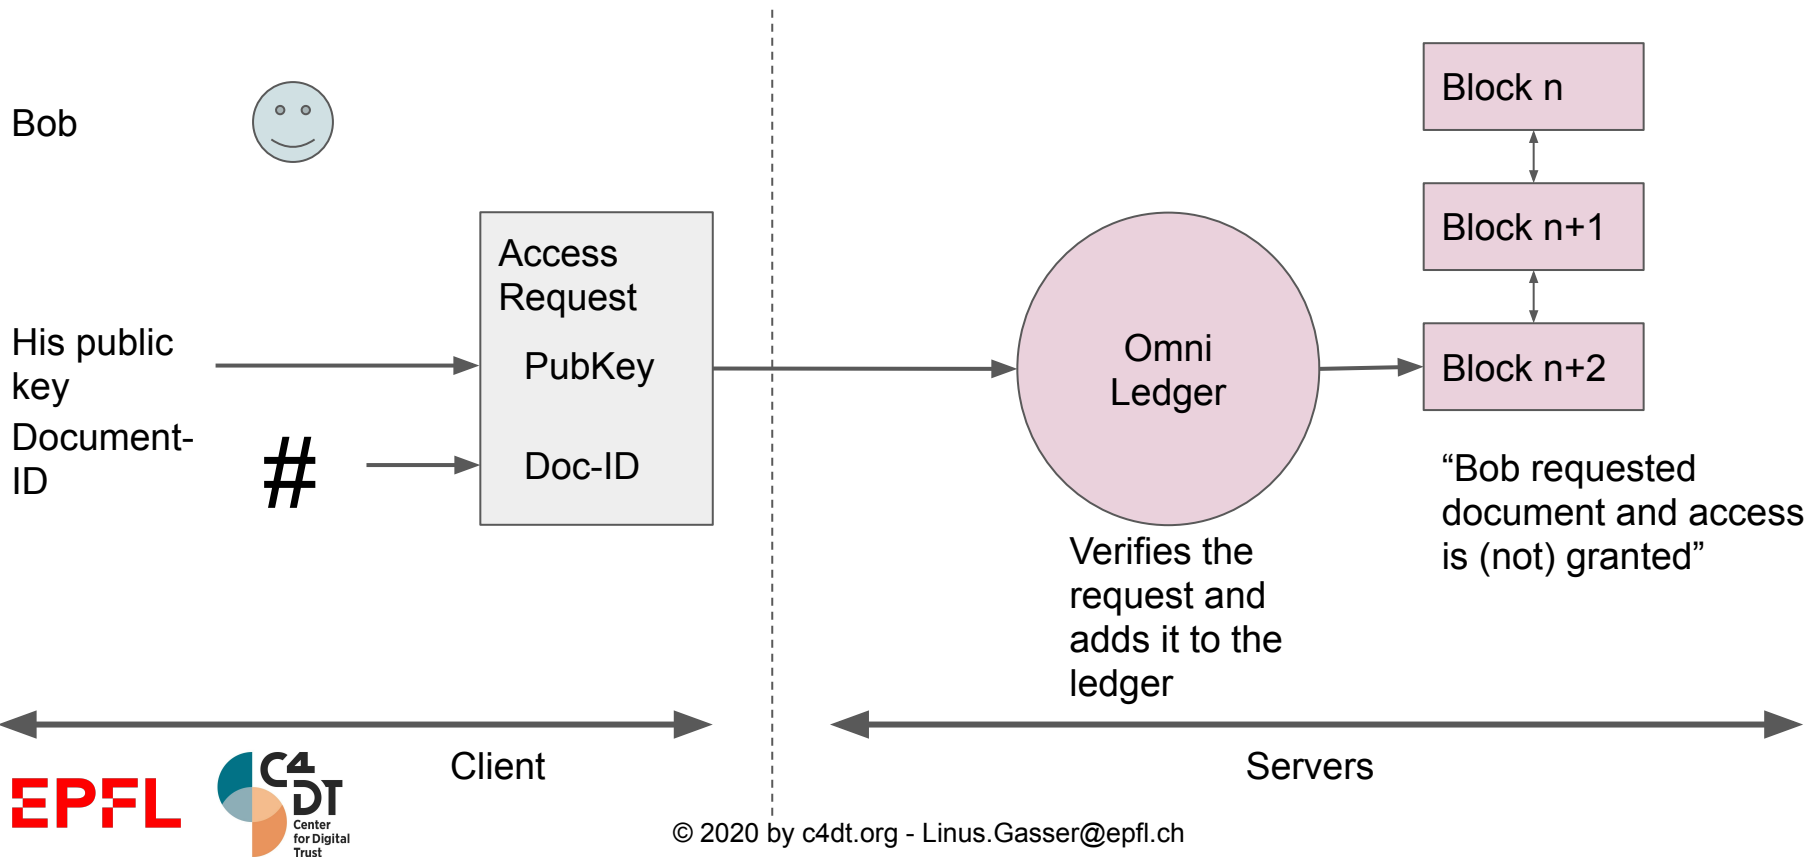 Bob
His public
key
Document-
ID
#
Access
Request
PubKey
Doc-ID
Omni
Ledger
Verifies the
request and
adds it to the
ledger
Block n
Block n+1
Block n+2
“Bob requested
document and access
is (not) granted”
Client
Servers
EPFL
C4
DT
Center
for Digital
Trust
© 2020 by c4dt.org - Linus.Gasser@epfl.ch